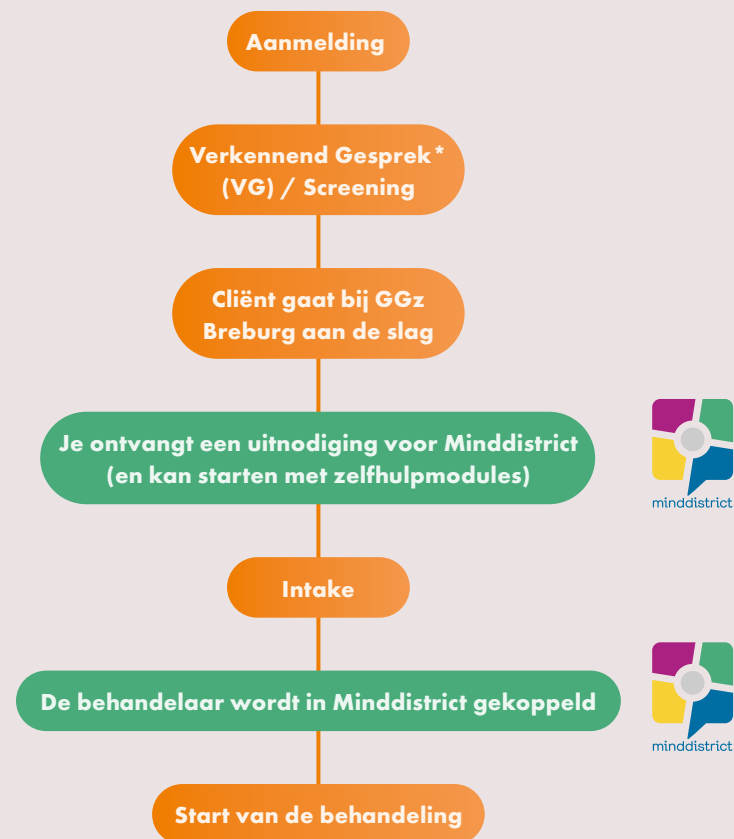 Aanmelding
Verkennend Gesprek*
(VG) / Screening
Cliënt gaat bij GGz
Breburg aan de slag
Je ontvangt een uitnodiging voor Minddistrict
(en kan starten met zelfhulpmodules)
minddistrict
Intake
De behandelaar wordt in Minddistrict gekoppeld
minddistrict
Start van de behandeling